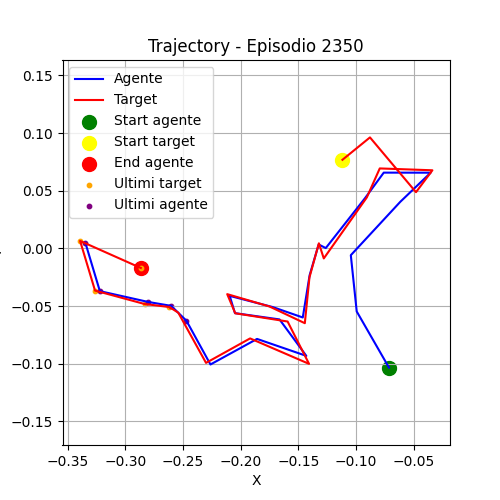 Trajectory - Episodio 2350
Agente
Target
Start agente
Start target
End agente
Ultimi target
Ultimi agente
0.15
0.10
0.05
0.00
−0.05
−0.10
−0.15
−0.35 −0.30 −0.25 −0.20 −0.15 −0.10 −0.05
X